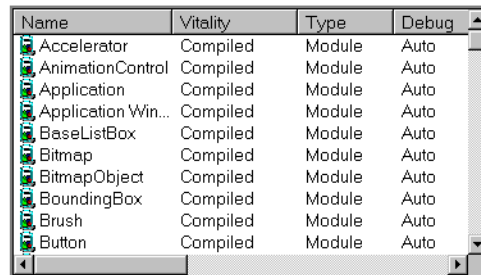 Name Vitality Type Debug
Accelerator Compiled Module Auto
AnimationControl Compiled Module Auto
Application Compiled Module Auto
Application Win... Compiled Module Auto
BaseListBox Compiled Module Auto
Bitmap Compiled Module Auto
BitmapObject Compiled Module Auto
BoundingBox Compiled Module Auto
Brush Compiled Module Auto
Button Compiled Module Auto